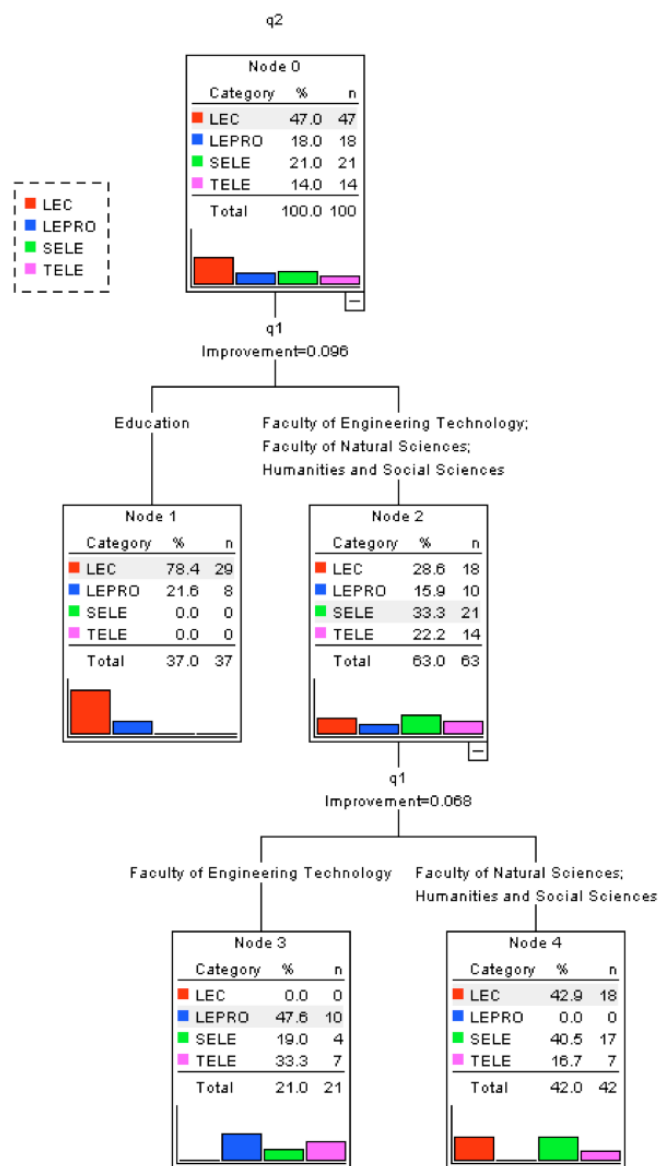 q2
Node 0
Category % n
LEC 47.0 47
LEPRO 18.0 18
SELE 21.0 21
TELE 14.0 14
Total 100.0 100
LEC
LEPRO
SELE
TELE
q1
Improvement=0.096
Education
Faculty of Engineering Technology;
Faculty of Natural Sciences;
Humanities and Social Sciences
Node 1
Category % n
LEC 78.4 29
LEPRO 21.6 8
SELE 0.0 0
TELE 0.0 0
Total 37.0 37
Node 2
Category % n
LEC 28.6 18
LEPRO 15.9 10
SELE 33.3 21
TELE 22.2 14
Total 63.0 63
q1
Improvement=0.068
Faculty of Engineering Technology
Faculty of Natural Sciences;
Humanities and Social Sciences
Node 3
Category % n
LEC 0.0 0
LEPRO 47.6 10
SELE 19.0 4
TELE 33.3 7
Total 21.0 21
Node 4
Category % n
LEC 42.9 18
LEPRO 0.0 0
SELE 40.5 17
TELE 16.7 7
Total 42.0 42